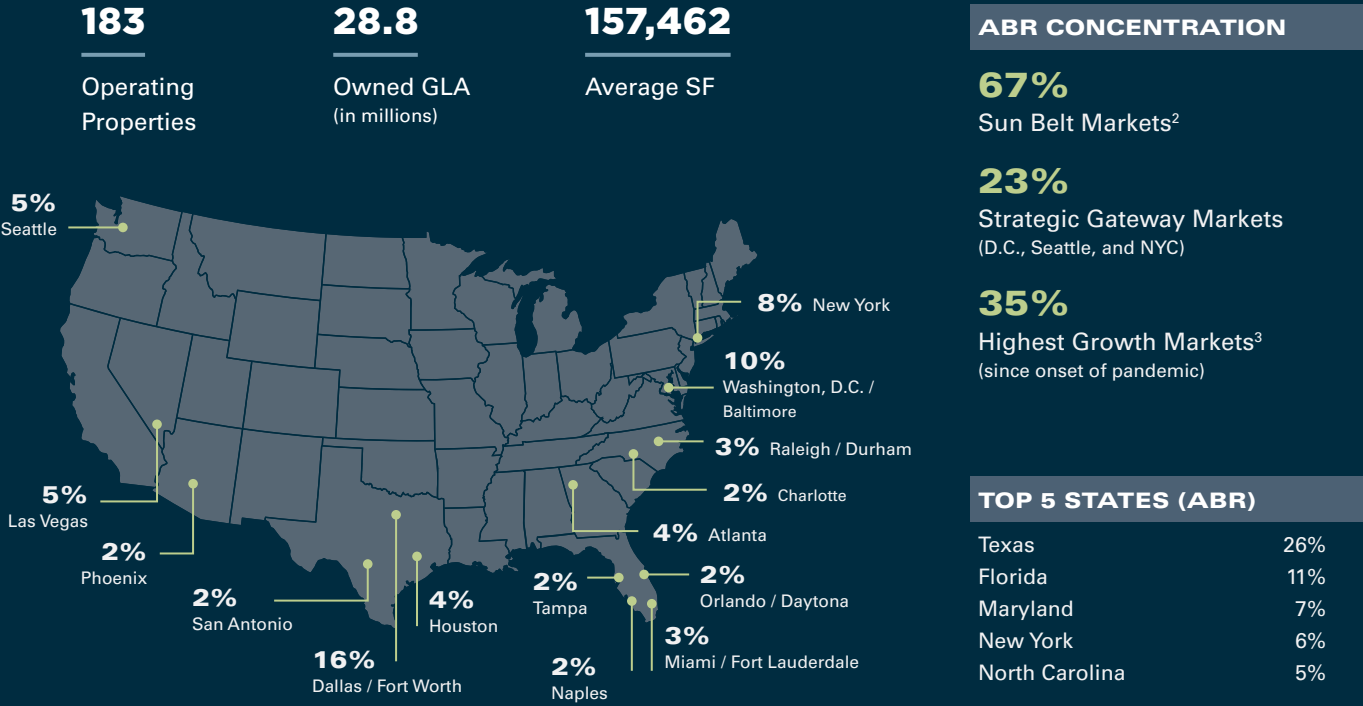 183
Operating
Properties
28.8
Owned GLA
(in millions)
157,462
Average SF
5%
Seattle
8% New York
10%
Washington, D.C. /
Baltimore
3% Raleigh / Durham
2% Charlotte
4% Atlanta
5%
Las Vegas
2%
Phoenix
2%
San Antonio
4%
Houston
16%
Dallas / Fort Worth
2%
Tampa
2%
Orlando / Daytona
3%
Miami / Fort Lauderdale
2%
Naples
ABR CONCENTRATION
67%
Sun Belt Markets²
23%
Strategic Gateway Markets
(D.C., Seattle, and NYC)
35%
Highest Growth Markets³
(since onset of pandemic)
TOP 5 STATES (ABR)
Texas 26%
Florida 11%
Maryland 7%
New York 6%
North Carolina 5%